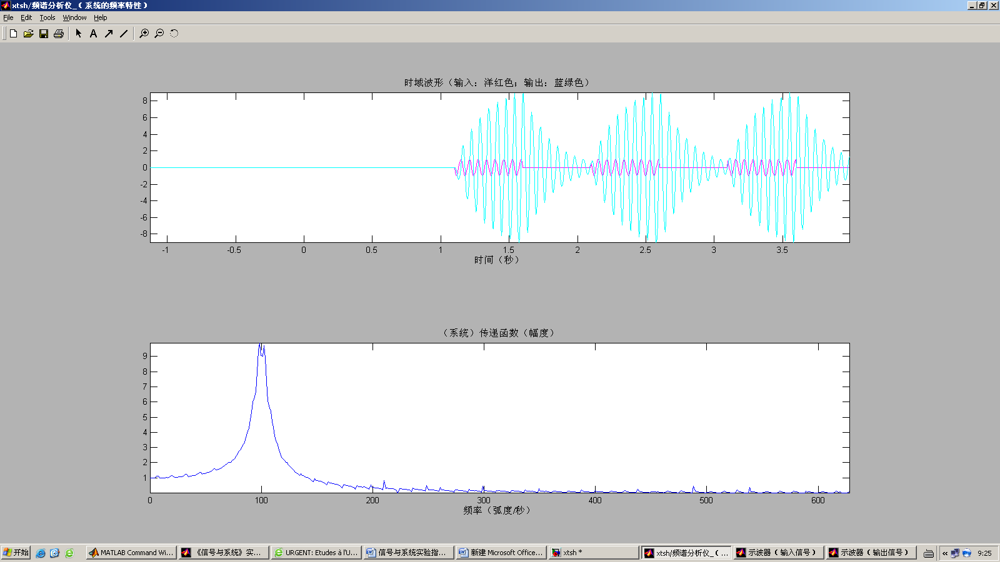 xtsh/频谱分析仪_（系统的频率特性）
File Edit Tools Window Help
时域波形（输入：洋红色；输出：蓝绿色）
8
6
4
2
0
-2
-4
-6
-8
-1 -0.5 0 0.5 1 1.5 2 2.5 3 3.5
时间（秒）
（系统）传递函数（幅度）
9
8
7
6
5
4
3
2
1
0 100 200 300 400 500 600
频率（弧度/秒）
开始 MATLAB Command Wi... 《信号与系统》实... URGENT: Etudes à l'U... 信号与系统实验指... 新建 Microsoft Office... xtsh * xtsh/频谱分析仪_（... 示波器（输入信号） 示波器（输出信号） « 9:25